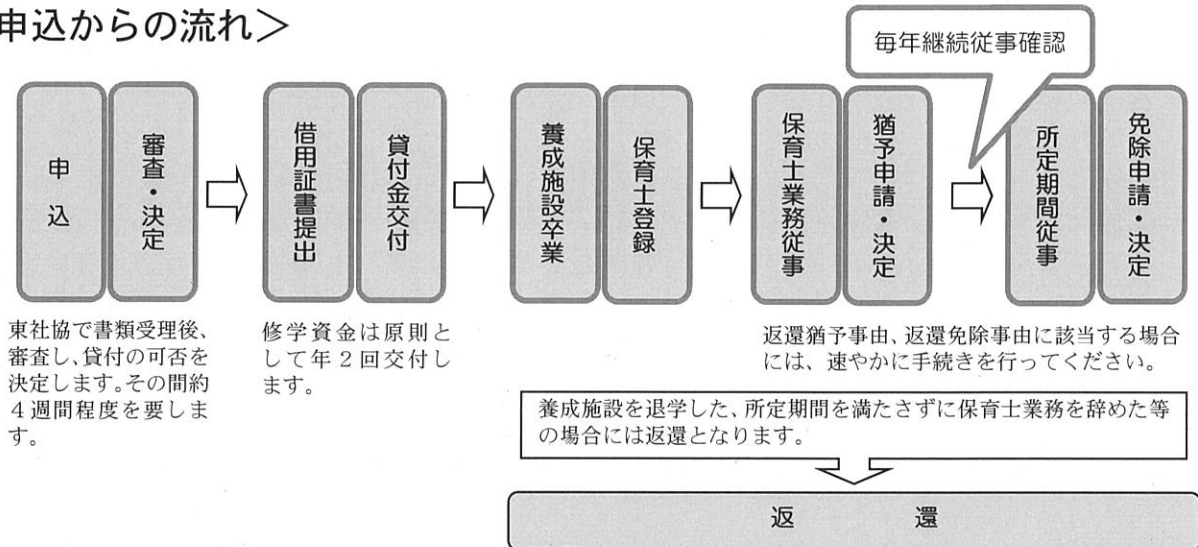 申込からの流れ＞
毎年継続従事確認
申込
審査・決定
借用証書提出
貸付金交付
養成施設卒業
保育士登録
保育士業務従事
猶予申請・決定
所定期間従事
免除申請・決定
東社協で書類受理後、
審査し、貸付の可否を
決定します。その間約
４週間程度を要しま
す。
修学資金は原則と
して年２回交付し
ます。
返還猶予事由、返還免除事由に該当する場合
には、速やかに手続きを行ってください。
養成施設を退学した、所定期間を満たさずに保育士業務を辞めた等
の場合には返還となります。
返　還